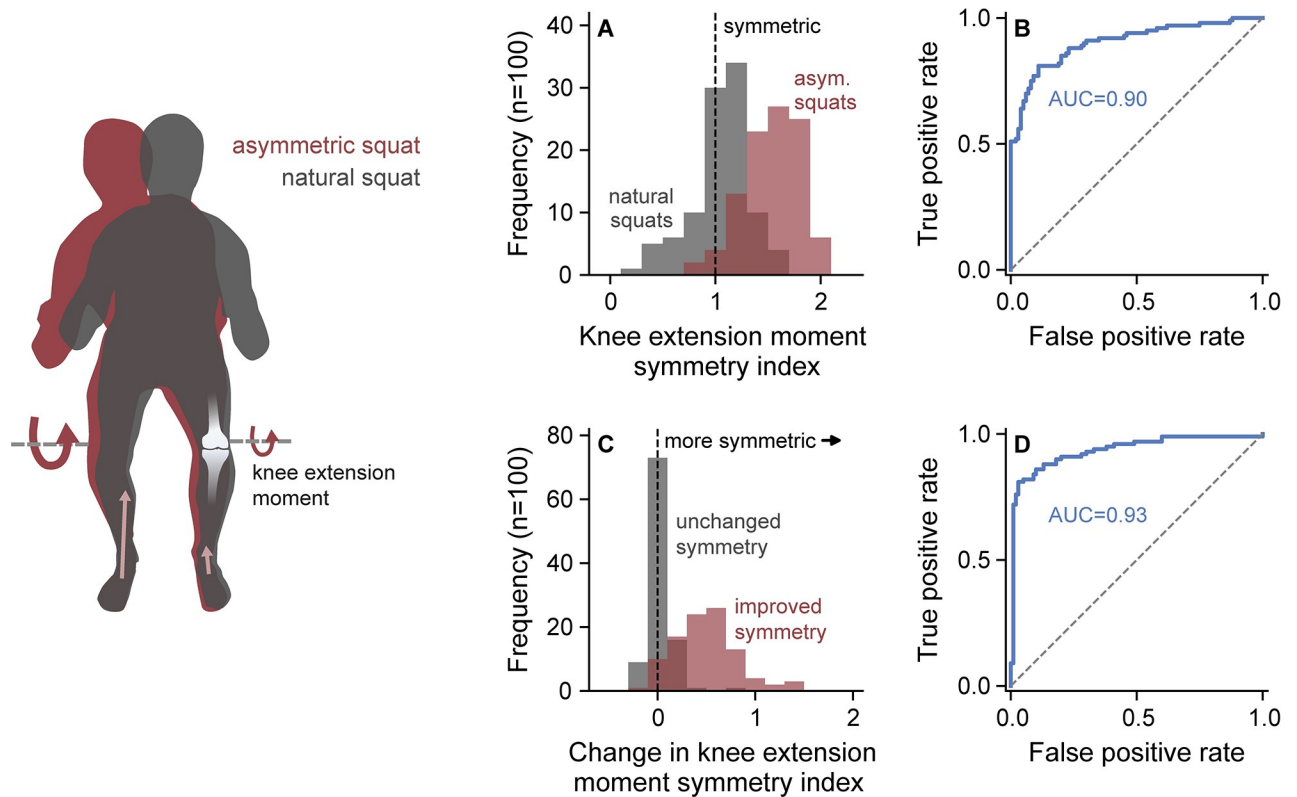 asymmetric squat
natural squat
knee extension
moment
A
symmetric
asym.
squats
natural
squats
Frequency (n=100)
40
30
20
10
0
0 1 2
Knee extension moment
symmetry index
B
AUC=0.90
True positive rate
1.0
0.5
0.0
0.0 0.5 1.0
False positive rate
C
more symmetric
unchanged
symmetry
improved
symmetry
Frequency (n=100)
80
60
40
20
0
0 1 2
Change in knee extension
moment symmetry index
D
AUC=0.93
True positive rate
1.0
0.5
0.0
0.0 0.5 1.0
False positive rate